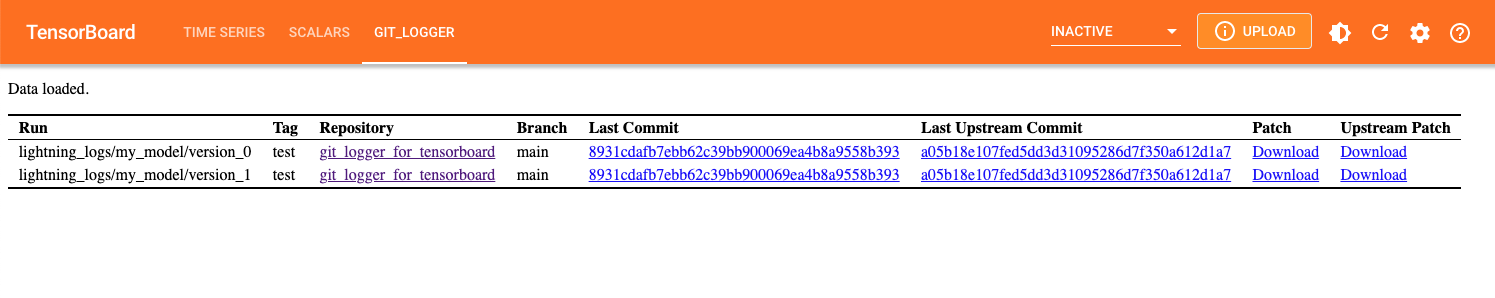 TensorBoard TIME SERIES SCALARS GIT_LOGGER INACTIVE UPLOAD
Data loaded.
Run Tag Repository Branch Last Commit Last Upstream Commit Patch Upstream Patch
lightning_logs/my_model/version_0 test git_logger_for_tensorboard main 8931cdafb7ebb62c39bb900069ea4b8a9558b393 a05b18e107fed5dd3d31095286d7f350a612d1a7 Download Download
lightning_logs/my_model/version_1 test git_logger_for_tensorboard main 8931cdafb7ebb62c39bb900069ea4b8a9558b393 a05b18e107fed5dd3d31095286d7f350a612d1a7 Download Download